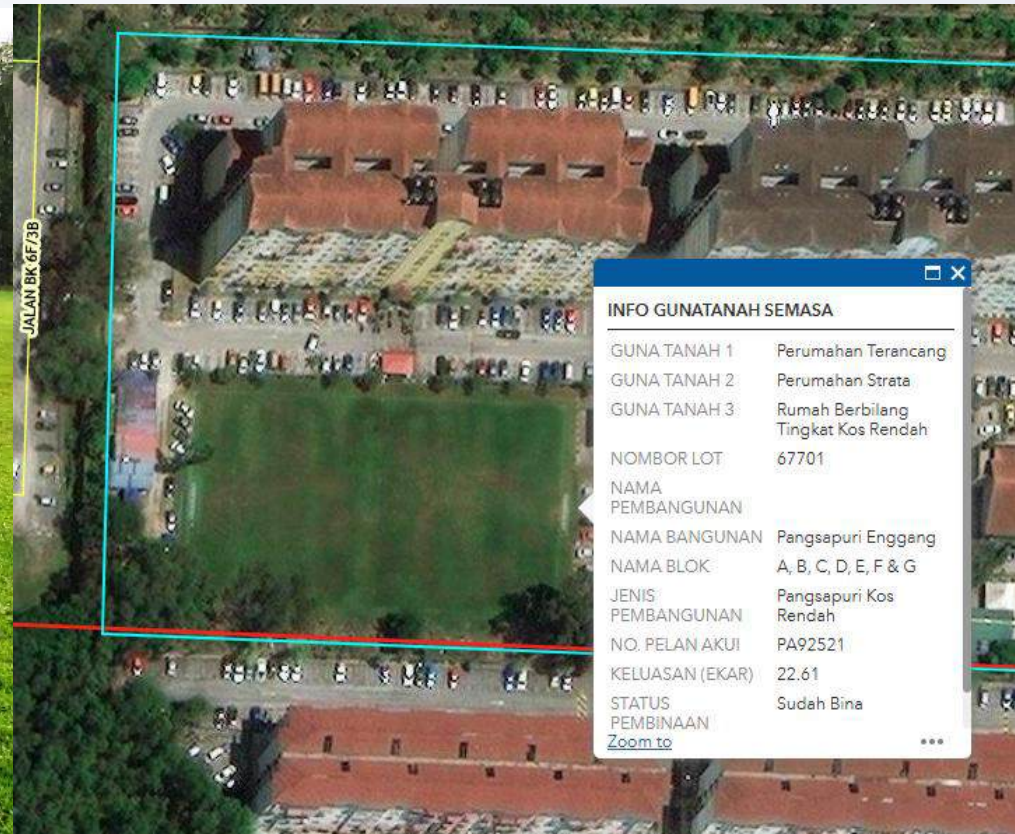 JALAN BK 6F/3B
INFO GUNATANAH SEMASA
GUNA TANAH 1 Perumahan Terancang
GUNA TANAH 2 Perumahan Strata
GUNA TANAH 3 Rumah Berbilang
Tingkat Kos Rendah
NOMBOR LOT 67701
NAMA
PEMBANGUNAN
NAMA BANGUNAN Pangsapuri Enggang
NAMA BLOK A, B, C, D, E, F & G
JENIS Pangsapuri Kos
PEMBANGUNAN Rendah
NO. PELAN AKUI PA92521
KELUASAN (EKAR) 22.61
STATUS Sudah Bina
PEMBINAAN
Zoom to